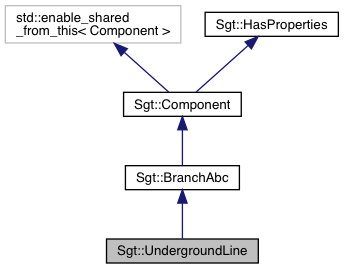 std::enable_shared
_from_this< Component >
Sgt::HasProperties
Sgt::Component
Sgt::BranchAbc
Sgt::UndergroundLine